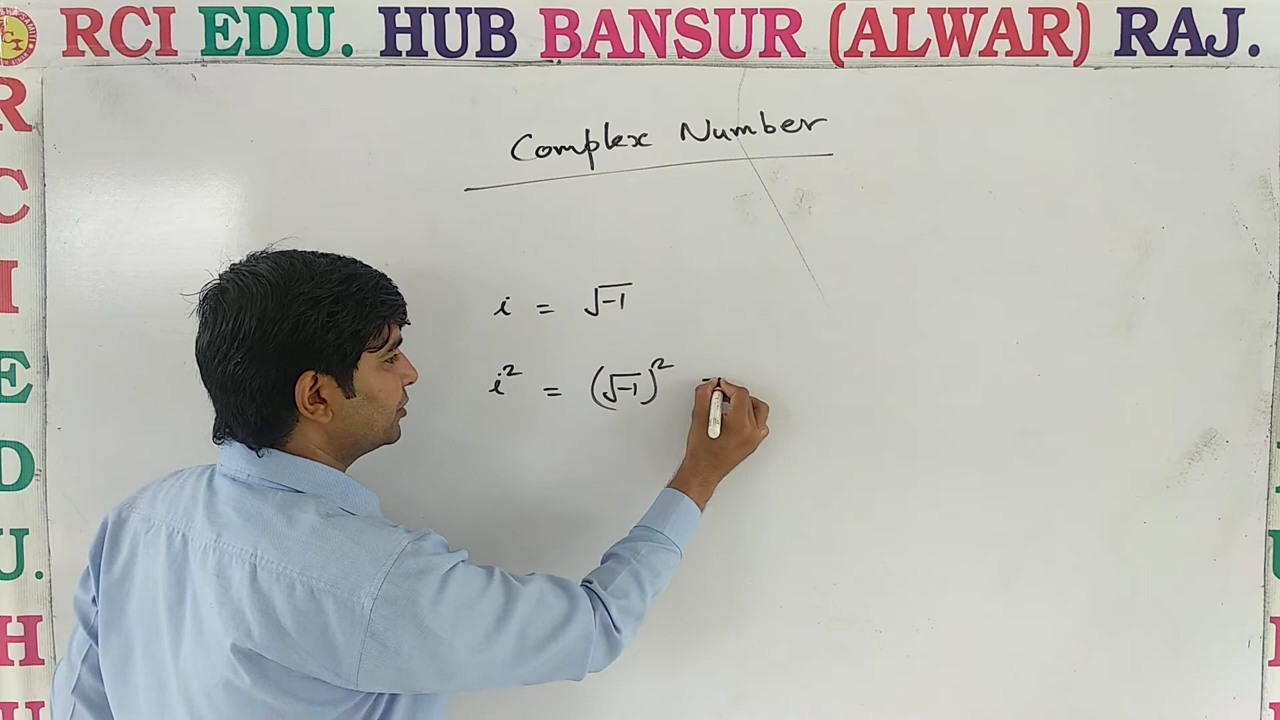 RCI EDU. HUB BANSUR (ALWAR) RAJ.
R
C
I
E
D
U.
H
U
Complex Number
i = √-1
i² = (√-1)² =